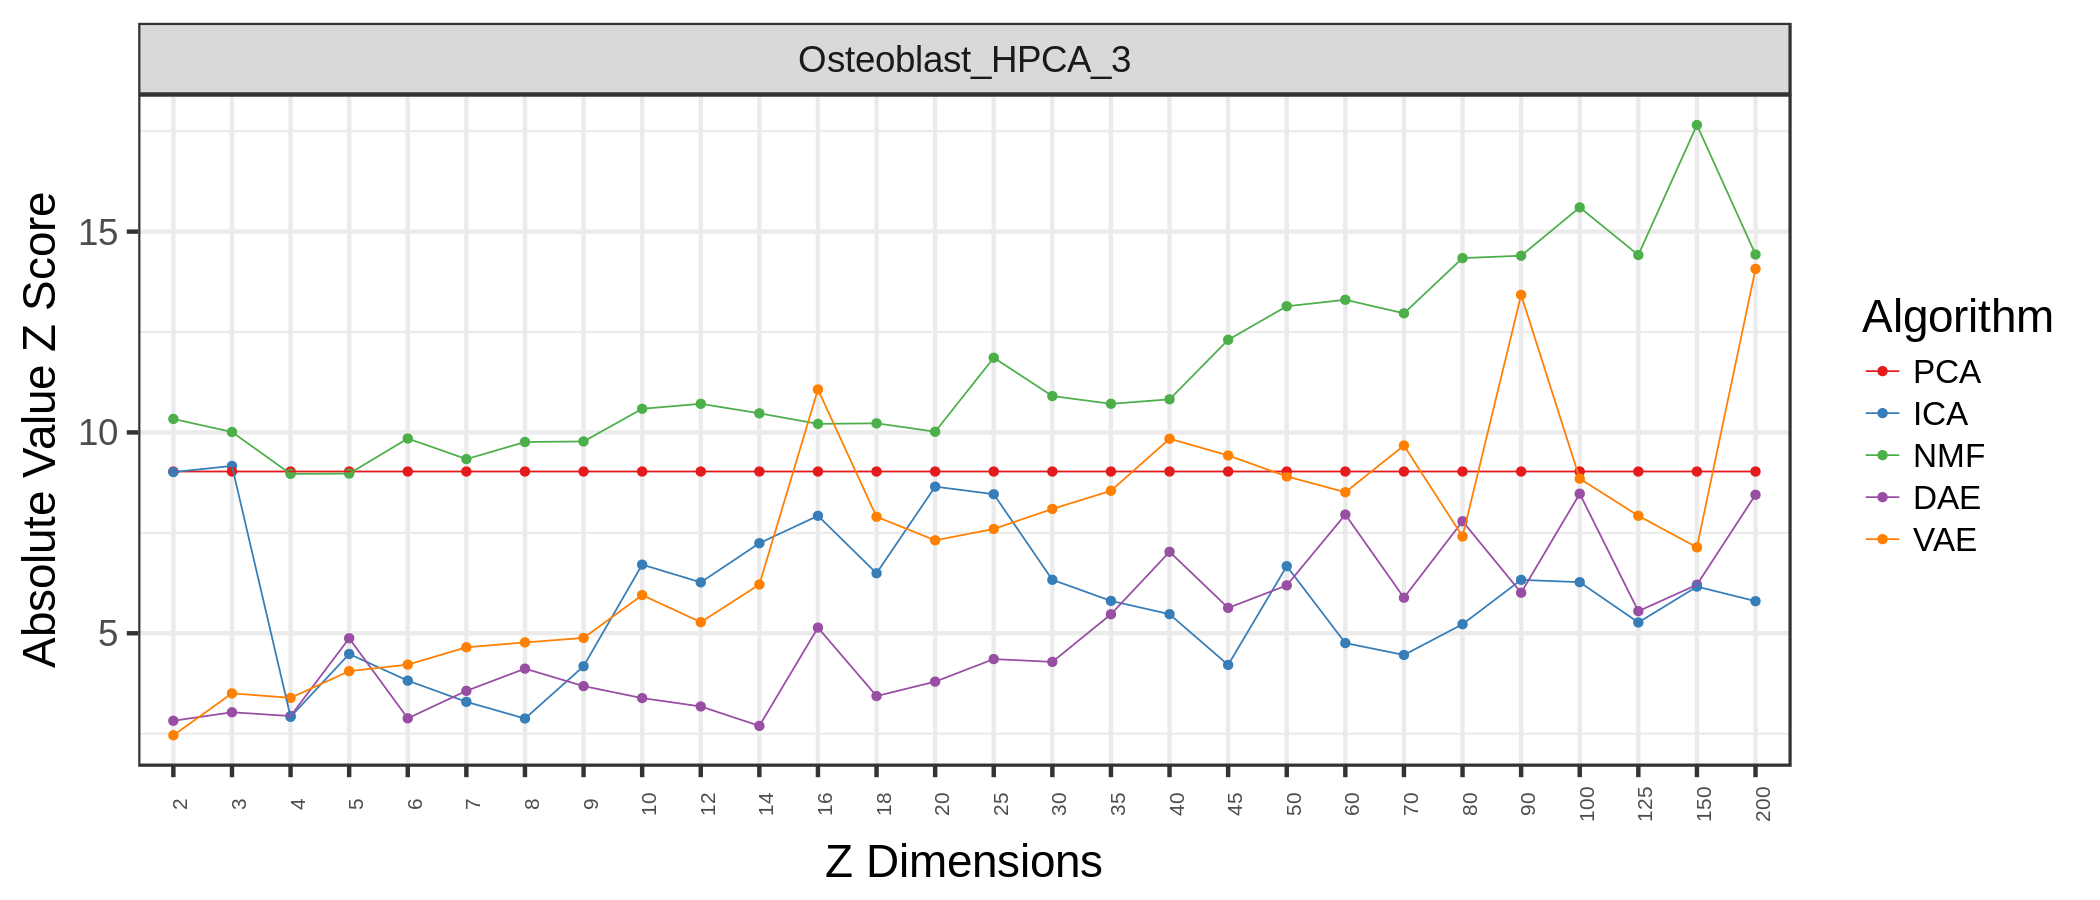 Osteoblast_HPCA_3
Absolute Value Z Score
15
10
5
2 3 4 5 6 7 8 9 10 12 14 16 18 20 25 30 35 40 45 50 60 70 80 90 100 125 150 200
Z Dimensions
Algorithm
PCA
ICA
NMF
DAE
VAE